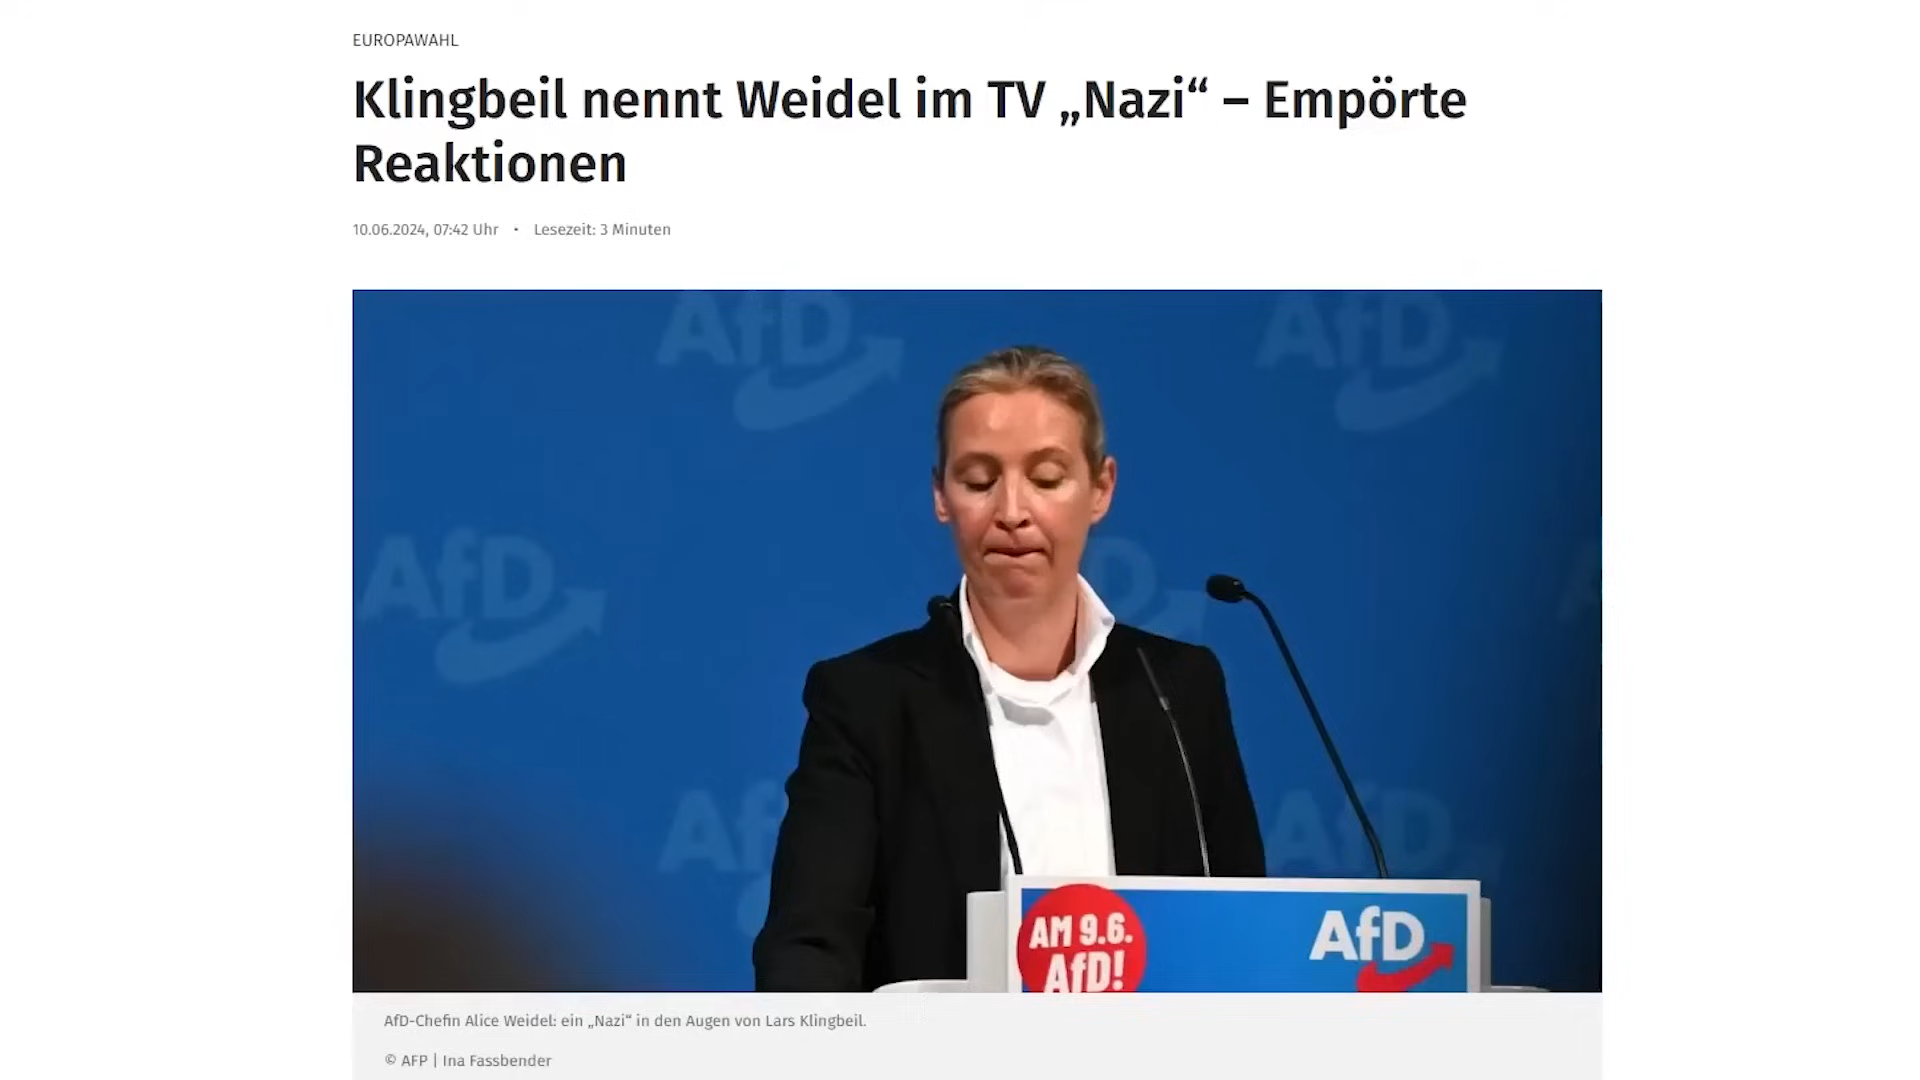 EUROPAWAHL
Klingbeil nennt Weidel im TV „Nazi“ – Empörte
Reaktionen
10.06.2024, 07:42 Uhr • Lesezeit: 3 Minuten
AfD
AfD
AfD
AfD
AfD
AM 9.6.
AfD!
AfD
AfD-Chefin Alice Weidel: ein „Nazi“ in den Augen von Lars Klingbeil.
© AFP | Ina Fassbender